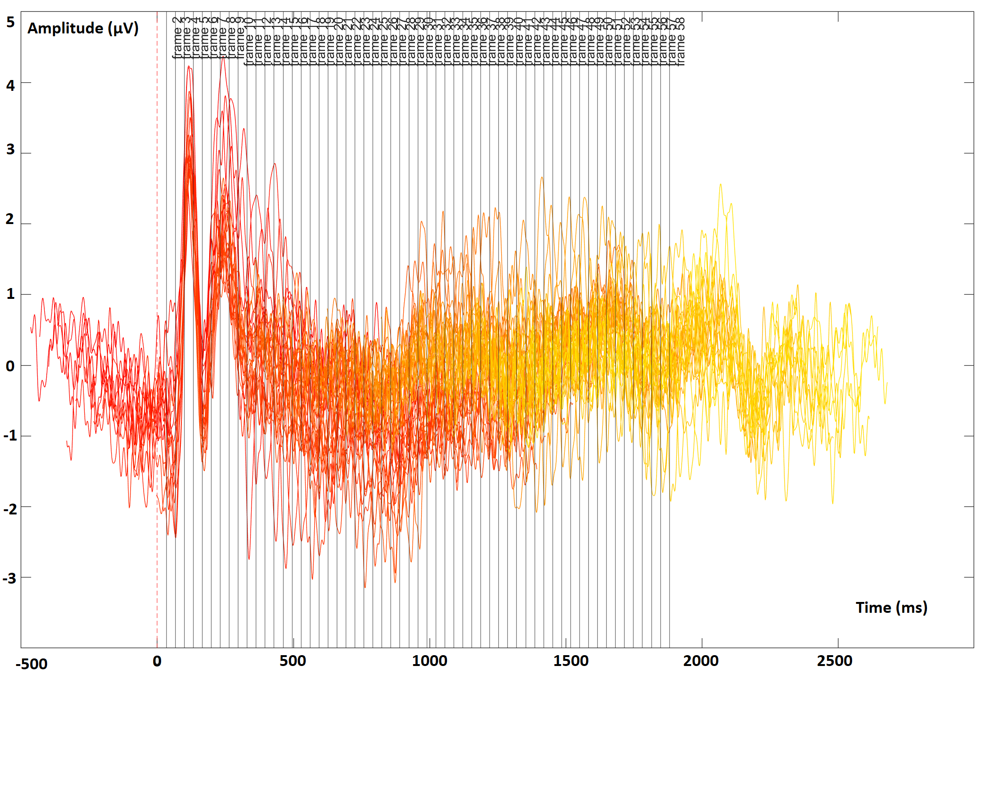 5
Amplitude (µV)
frame 2
frame 3
frame 4
frame 5
frame 6
frame 7
frame 8
frame 9
frame 10
frame 11
frame 12
frame 13
frame 14
frame 15
frame 16
frame 17
frame 18
frame 19
frame 20
frame 21
frame 22
frame 23
frame 24
frame 25
frame 26
frame 27
frame 28
frame 29
frame 30
frame 31
frame 32
frame 33
frame 34
frame 35
frame 36
frame 37
frame 38
frame 39
frame 40
frame 41
frame 42
frame 43
frame 44
frame 45
frame 46
frame 47
frame 48
frame 49
frame 50
frame 51
frame 52
frame 53
frame 54
frame 55
frame 56
frame 57
frame 58
4
3
2
1
0
-1
-2
-3
Time (ms)
-500 0 500 1000 1500 2000 2500